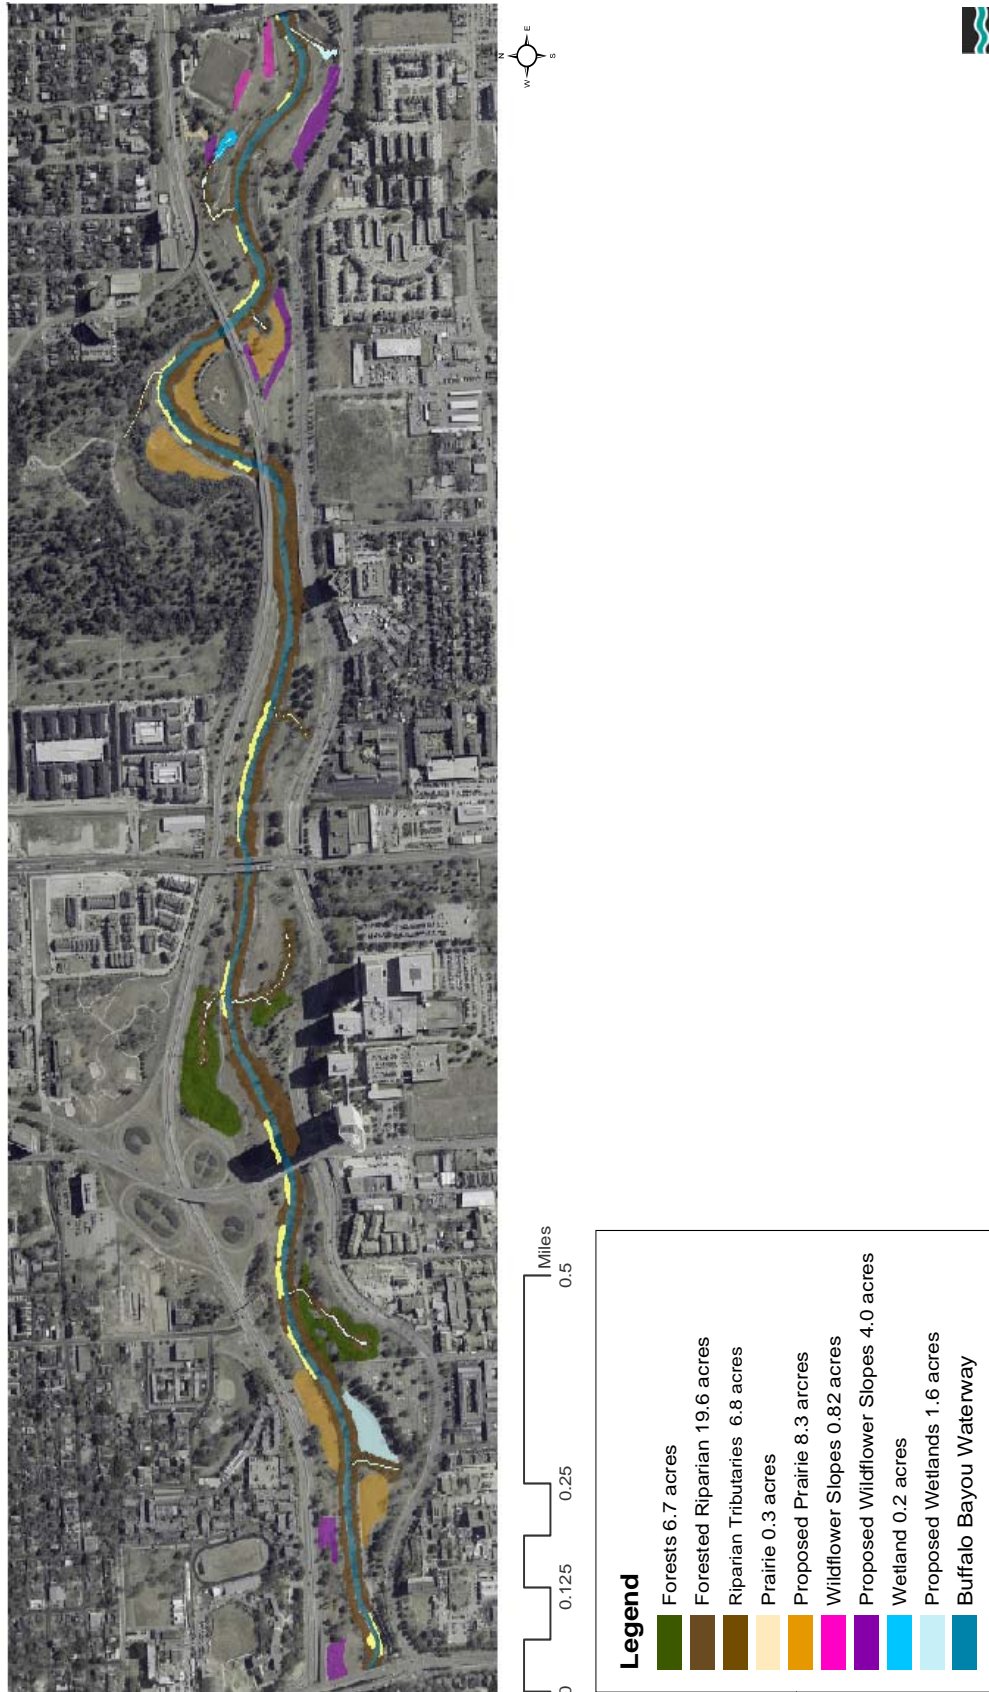 N
E
S
W
Miles
0
0.125
0.25
0.5
Legend
Forests 6.7 acres
Forested Riparian 19.6 acres
Riparian Tributaries 6.8 acres
Prairie 0.3 acres
Proposed Prairie 8.3 arcres
Wildflower Slopes 0.82 acres
Proposed Wildflower Slopes 4.0 acres
Wetland 0.2 acres
Proposed Wetlands 1.6 acres
Buffalo Bayou Waterway